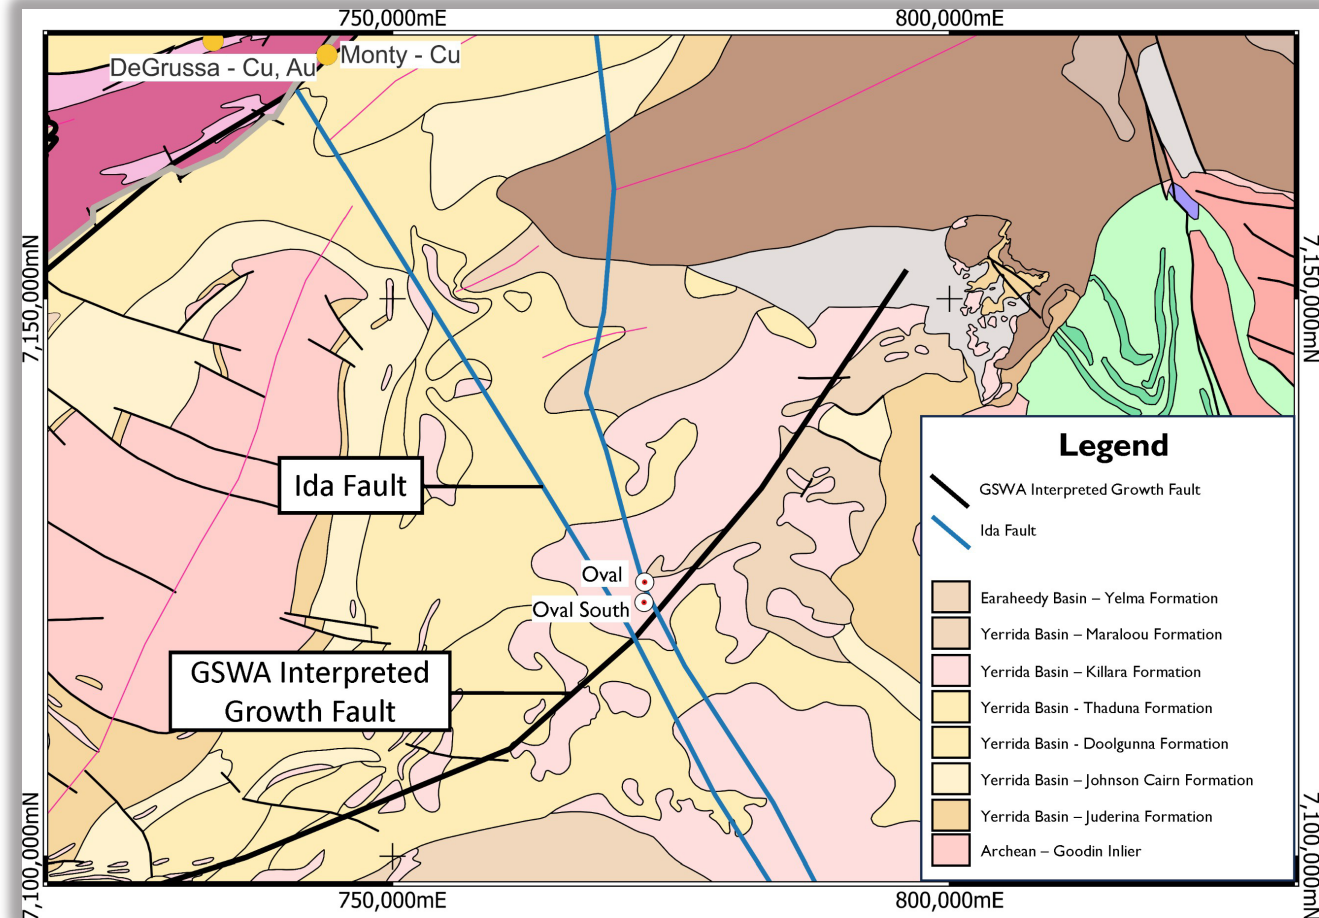 750,000mE
800,000mE
DeGrussa - Cu, Au
Monty - Cu
7,150,000mN
7,150,000mN
Ida Fault
Oval
Oval South
GSWA Interpreted
Growth Fault
Legend
GSWA Interpreted Growth Fault
Ida Fault
Earaheedy Basin – Yelma Formation
Yerrida Basin – Maraloou Formation
Yerrida Basin – Killara Formation
Yerrida Basin - Thaduna Formation
Yerrida Basin - Doolgunna Formation
Yerrida Basin – Johnson Cairn Formation
Yerrida Basin – Juderina Formation
Archean – Goodin Inlier
7,100,000mN
7,100,000mN
750,000mE
800,000mE